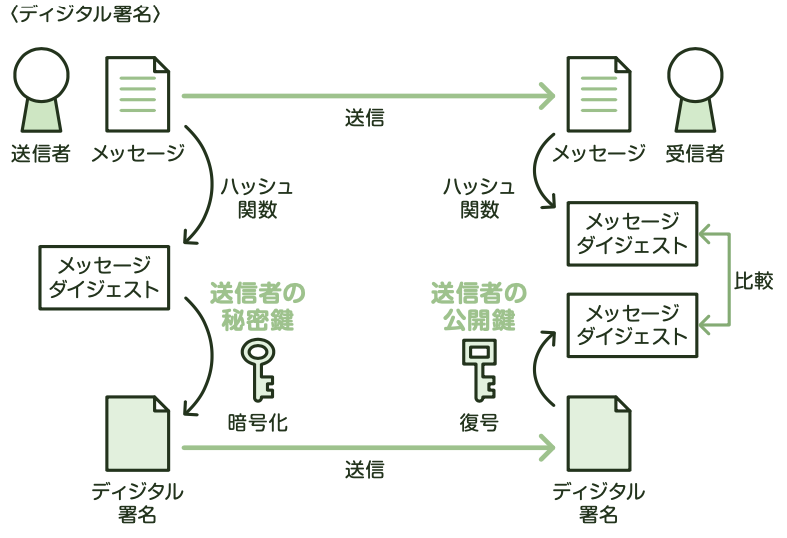 〈ディジタル署名〉
送信者
メッセージ
送信
メッセージ
受信者
ハッシュ
関数
ハッシュ
関数
メッセージ
ダイジェスト
メッセージ
ダイジェスト
比較
メッセージ
ダイジェスト
送信者の
秘密鍵
送信者の
公開鍵
暗号化
復号
送信
ディジタル
署名
ディジタル
署名